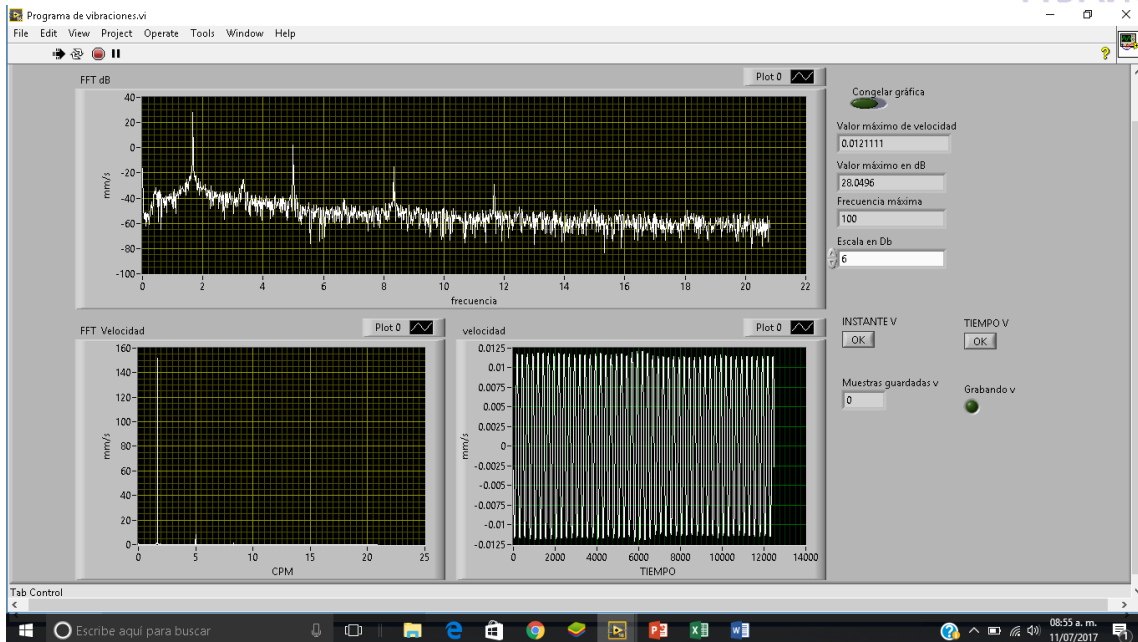 Programa de vibraciones.vi
File Edit View Project Operate Tools Window Help
FFT dB
Plot 0
40
20
0
-20
-40
-60
-80
-100
mm/s
0 2 4 6 8 10 12 14 16 18 20 22
frecuencia
Congelar gráfica
Valor máximo de velocidad
0.0121111
Valor máximo en dB
28.0496
Frecuencia máxima
100
Escala en Db
6
FFT Velocidad
Plot 0
160
140
120
100
80
60
40
20
0
mm/s
0 5 10 15 20 25
CPM
velocidad
Plot 0
0.0125
0.01
0.0075
0.005
0.0025
0
-0.0025
-0.005
-0.0075
-0.01
-0.0125
mm/s
0 2000 4000 6000 8000 10000 12000 14000
TIEMPO
INSTANTE V
OK
TIEMPO V
OK
Muestras guardadas v
0
Grabando v
Tab Control
Escribe aquí para buscar
08:55 a. m.
11/07/2017